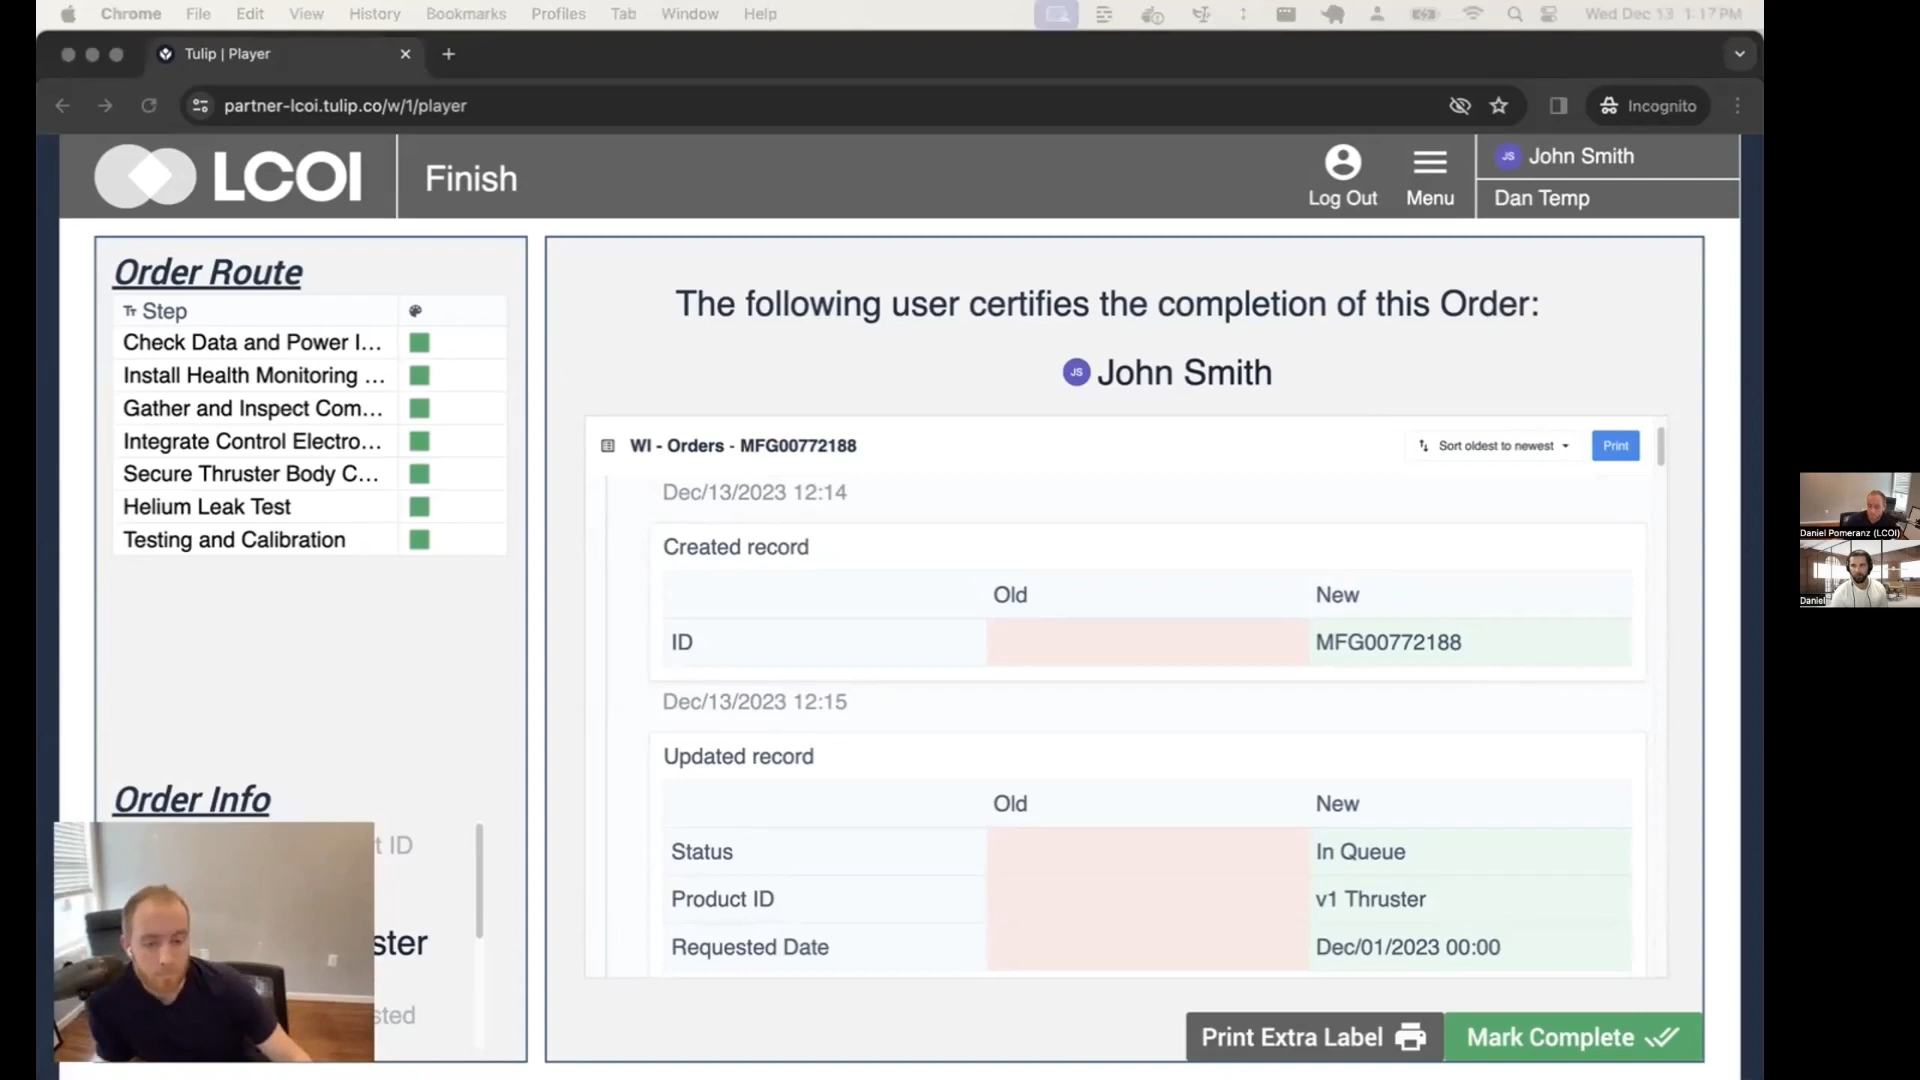 Chrome File Edit View History Bookmarks Profiles Tab Window Help Wed Dec 13 1:17 PM
Tulip | Player
partner-lcoi.tulip.co/w/1/player Incognito
LCOI Finish
Log Out Menu
JS John Smith
Dan Temp
Order Route
Tт Step
Check Data and Power I...
Install Health Monitoring ...
Gather and Inspect Com...
Integrate Control Electro...
Secure Thruster Body C...
Helium Leak Test
Testing and Calibration
Order Info
t ID
ster
sted
The following user certifies the completion of this Order:
JS John Smith
WI - Orders - MFG00772188 Sort oldest to newest Print
Dec/13/2023 12:14
Created record
Old New
ID MFG00772188
Dec/13/2023 12:15
Updated record
Old New
Status In Queue
Product ID v1 Thruster
Requested Date Dec/01/2023 00:00
Print Extra Label Mark Complete
Daniel Pomeranz (LCOI)
Daniel